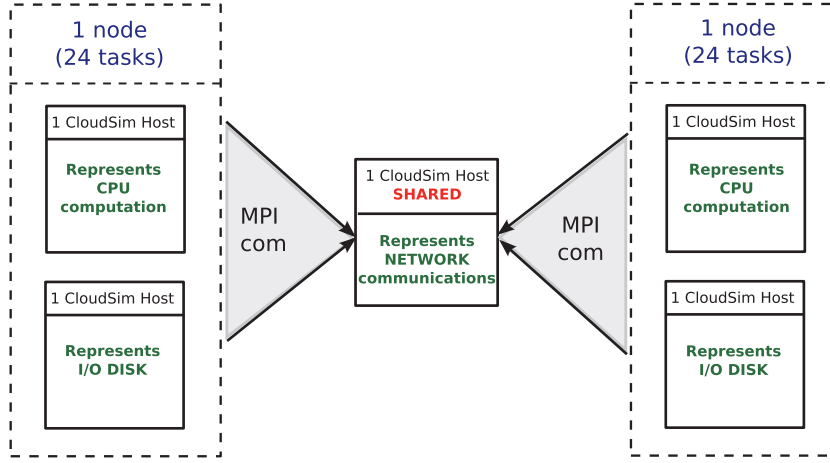 1 node
(24 tasks)
1 CloudSim Host
Represents
CPU
computation
1 CloudSim Host
Represents
I/O DISK
MPI
com
1 CloudSim Host
SHARED
Represents
NETWORK
communications
MPI
com
1 node
(24 tasks)
1 CloudSim Host
Represents
CPU
computation
1 CloudSim Host
Represents
I/O DISK